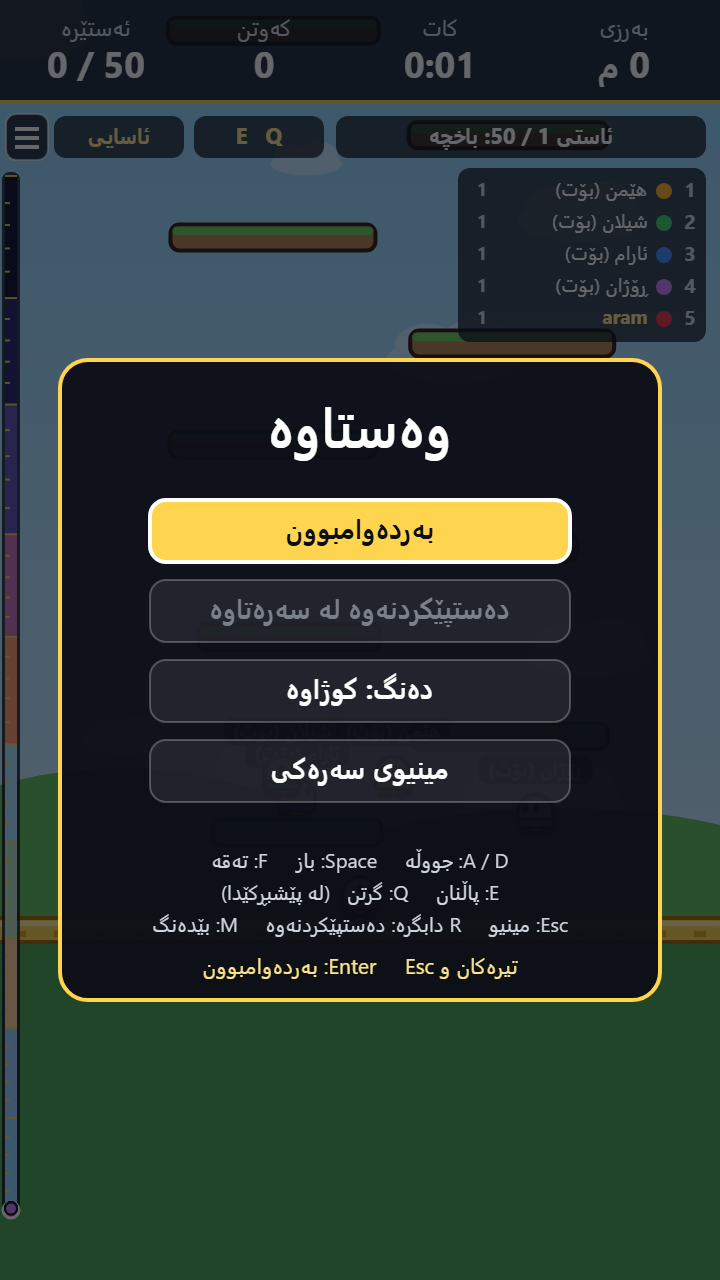 بەرزی کات کەوتن ئەستێرە
0 م 0:01 0 0 / 50
ئاستی 1 / 50: باخچە E Q ئاسایی
1 هێمن (بۆت) 1
2 شیلان (بۆت) 1
3 ئارام (بۆت) 1
4 ڕۆژان (بۆت) 1
5 aram 1
وەستاوە
بەردەوامبوون
دەستپێکردنەوە لە سەرەتاوە
دەنگ: کوژاوە
مینیوی سەرەکی
A / D: جووڵە Space: باز F: تەقە
E: پاڵنان Q: گرتن (لە پێشبڕکێدا)
Esc: مینیو R دابگرە: دەستپێکردنەوە M: بێدەنگ
تیرەکان و Esc Enter: بەردەوامبوون